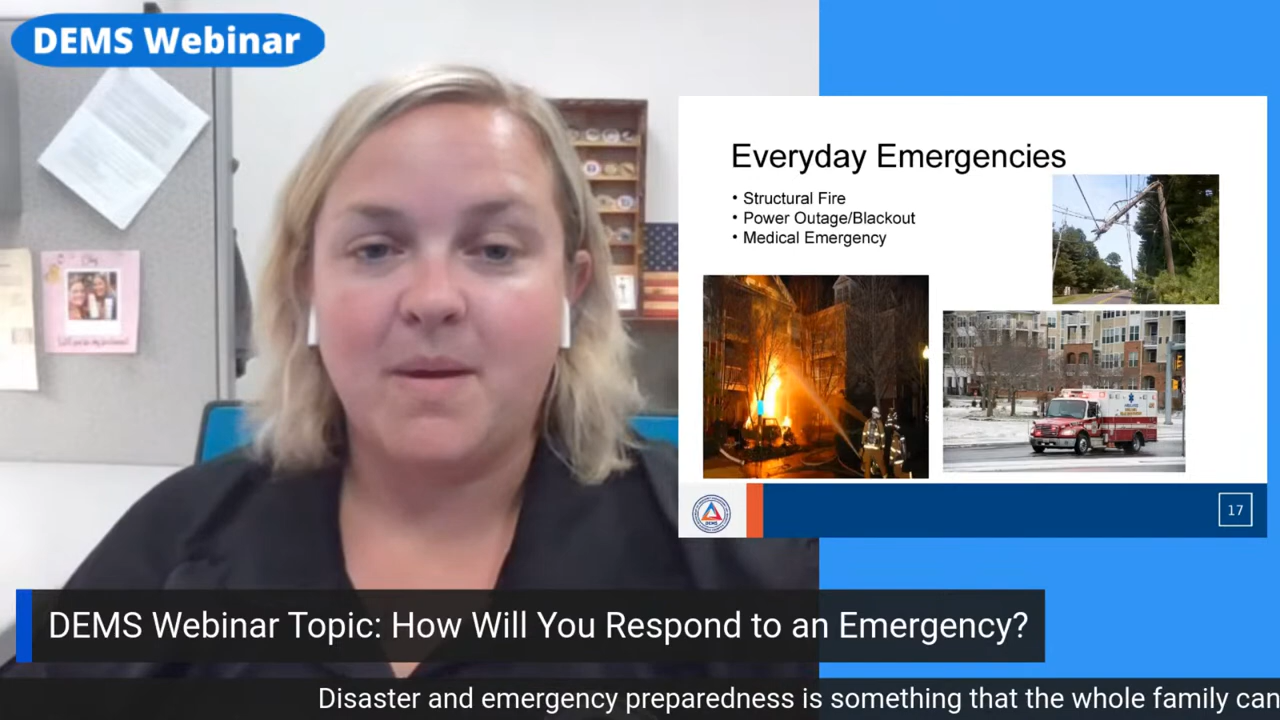 DEMS Webinar
Everyday Emergencies
• Structural Fire
• Power Outage/Blackout
• Medical Emergency
DEMS
17
DEMS Webinar Topic: How Will You Respond to an Emergency?
Disaster and emergency preparedness is something that the whole family can